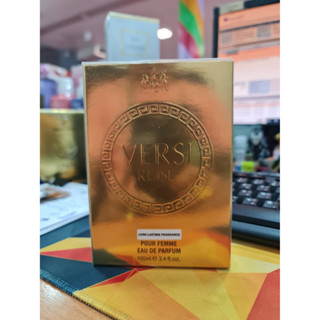 VERSI
LONG LASTING FRAGRANCE
POUR FEMME
EAU DE PARFUM
100ml e 3.4 fl.oz.